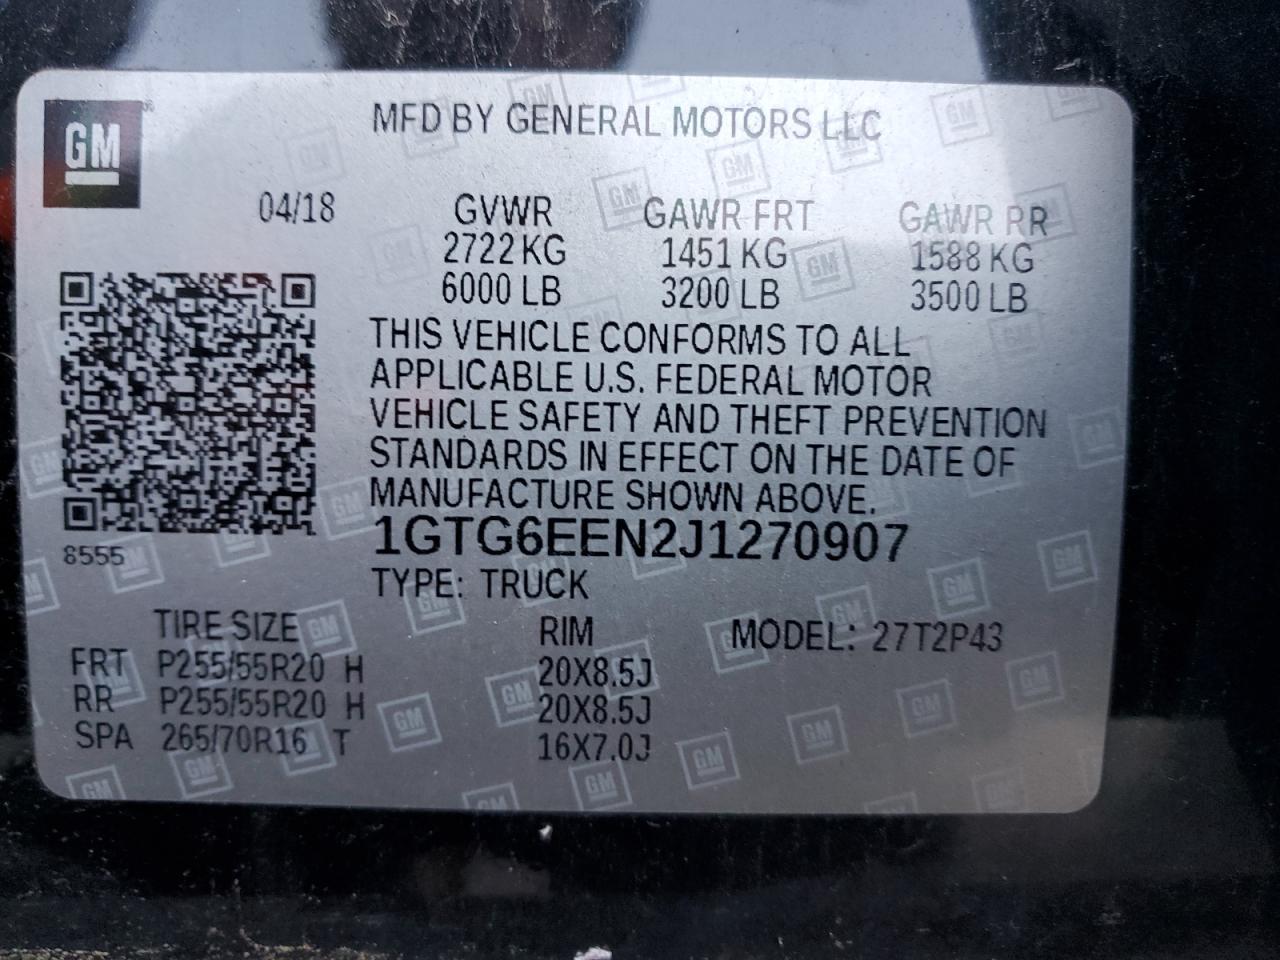 GM
MFD BY GENERAL MOTORS LLC
04/18 GVWR GAWR FRT GAWR RR
2722 KG 1451 KG 1588 KG
6000 LB 3200 LB 3500 LB
THIS VEHICLE CONFORMS TO ALL
APPLICABLE U.S. FEDERAL MOTOR
VEHICLE SAFETY AND THEFT PREVENTION
STANDARDS IN EFFECT ON THE DATE OF
MANUFACTURE SHOWN ABOVE.
8555
1GTG6EEN2J1270907
TYPE: TRUCK
TIRE SIZE RIM MODEL: 27T2P43
FRT P255/55R20 H 20X8.5J
RR P255/55R20 H 20X8.5J
SPA 265/70R16 T 16X7.0J